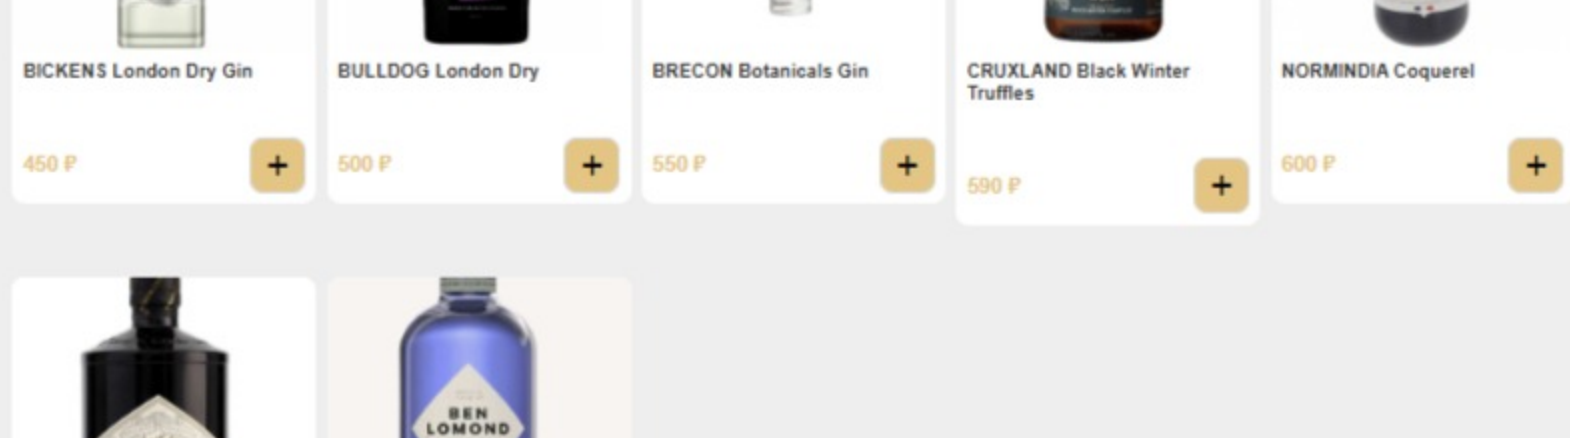 BICKENS London Dry Gin
BULLDOG London Dry
BRECON Botanicals Gin
CRUXLAND Black Winter
Truffles
NORMINDIA Coquerel
450 ₽
+
500 ₽
+
550 ₽
+
590 ₽
+
600 ₽
+
BEN
LOMOND